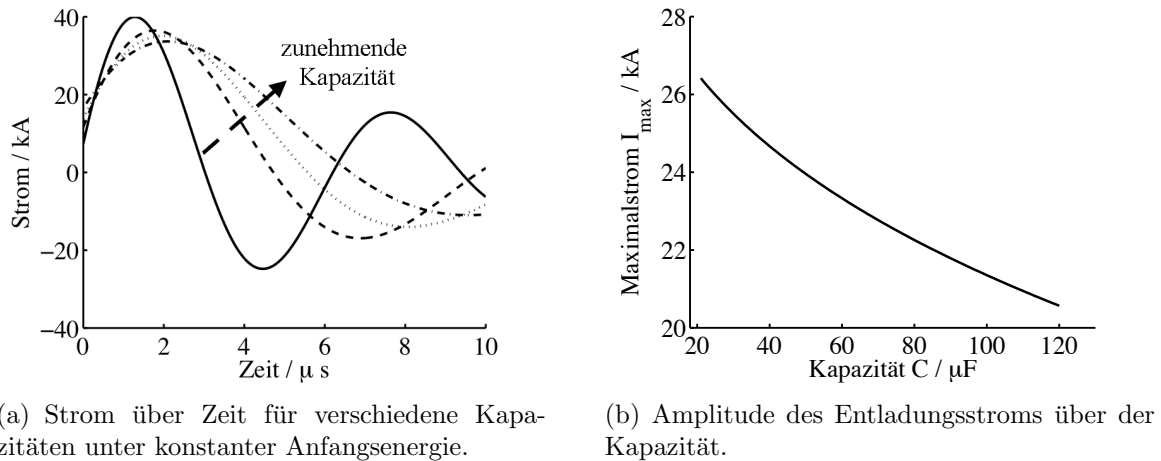 40
20
0
−20
−40
Strom / kA
zunehmende
Kapazität
0
2
4
6
8
10
Zeit / μ s
28
26
24
22
20
Maximalstrom I_max / kA
20
40
60
80
100
120
Kapazität C / μF
(a) Strom über Zeit für verschiedene Kapa-
zitäten unter konstanter Anfangsenergie.
(b) Amplitude des Entladungsstroms über der
Kapazität.